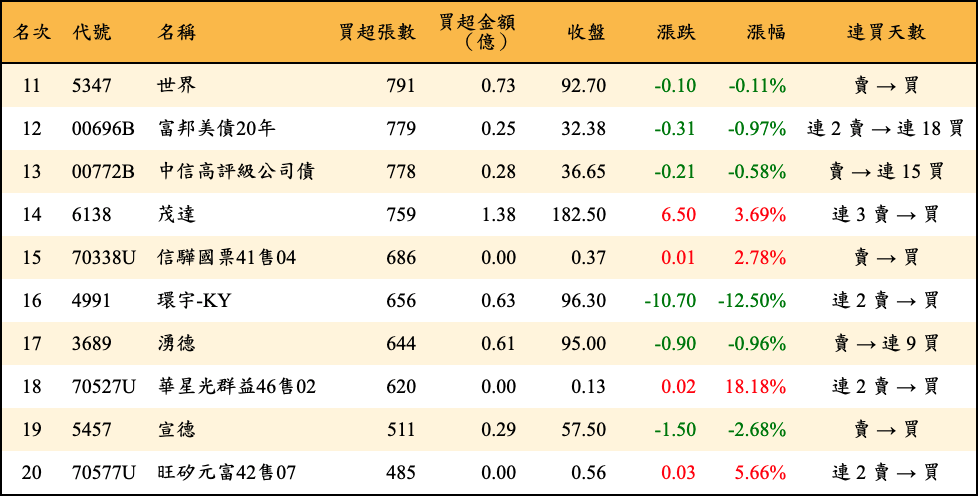 名次 代號 名稱 買超張數 買超金額（億） 收盤 漲跌 漲幅 連買天數
11 5347 世界 791 0.73 92.70 -0.10 -0.11% 賣 → 買
12 00696B 富邦美債20年 779 0.25 32.38 -0.31 -0.97% 連 2 賣 → 連 18 買
13 00772B 中信高評級公司債 778 0.28 36.65 -0.21 -0.58% 賣 → 連 15 買
14 6138 茂達 759 1.38 182.50 6.50 3.69% 連 3 賣 → 買
15 70338U 信驊國票41售04 686 0.00 0.37 0.01 2.78% 賣 → 買
16 4991 環宇-KY 656 0.63 96.30 -10.70 -12.50% 連 2 賣 → 買
17 3689 湧德 644 0.61 95.00 -0.90 -0.96% 賣 → 連 9 買
18 70527U 華星光群益46售02 620 0.00 0.13 0.02 18.18% 連 2 賣 → 買
19 5457 宣德 511 0.29 57.50 -1.50 -2.68% 賣 → 買
20 70577U 旺矽元富42售07 485 0.00 0.56 0.03 5.66% 連 2 賣 → 買